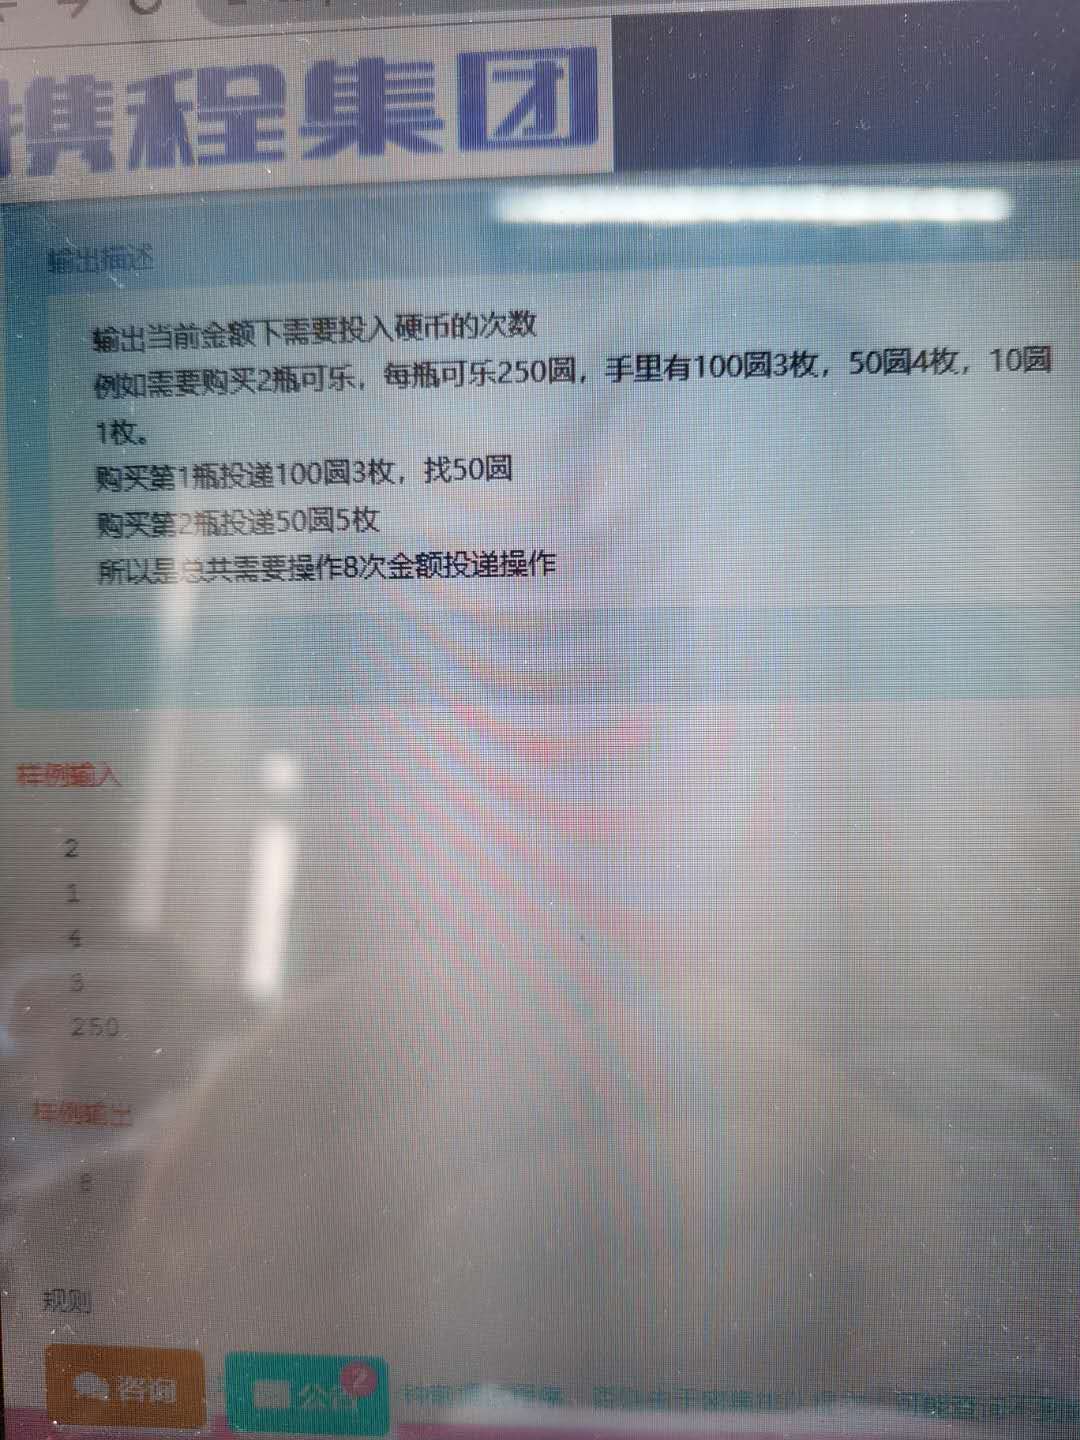 携程集团
输出描述
输出当前金额下需要投入硬币的次数
例如需要购买2瓶可乐，每瓶可乐250圆，手里有100圆3枚，50圆4枚，10圆
1枚。
购买第1瓶投递100圆3枚，找50圆
购买第2瓶投递50圆5枚
所以是总共需要操作8次金额投递操作
样例输入
2
1
4
3
250
样例输出
8
规则
咨询
公告
2